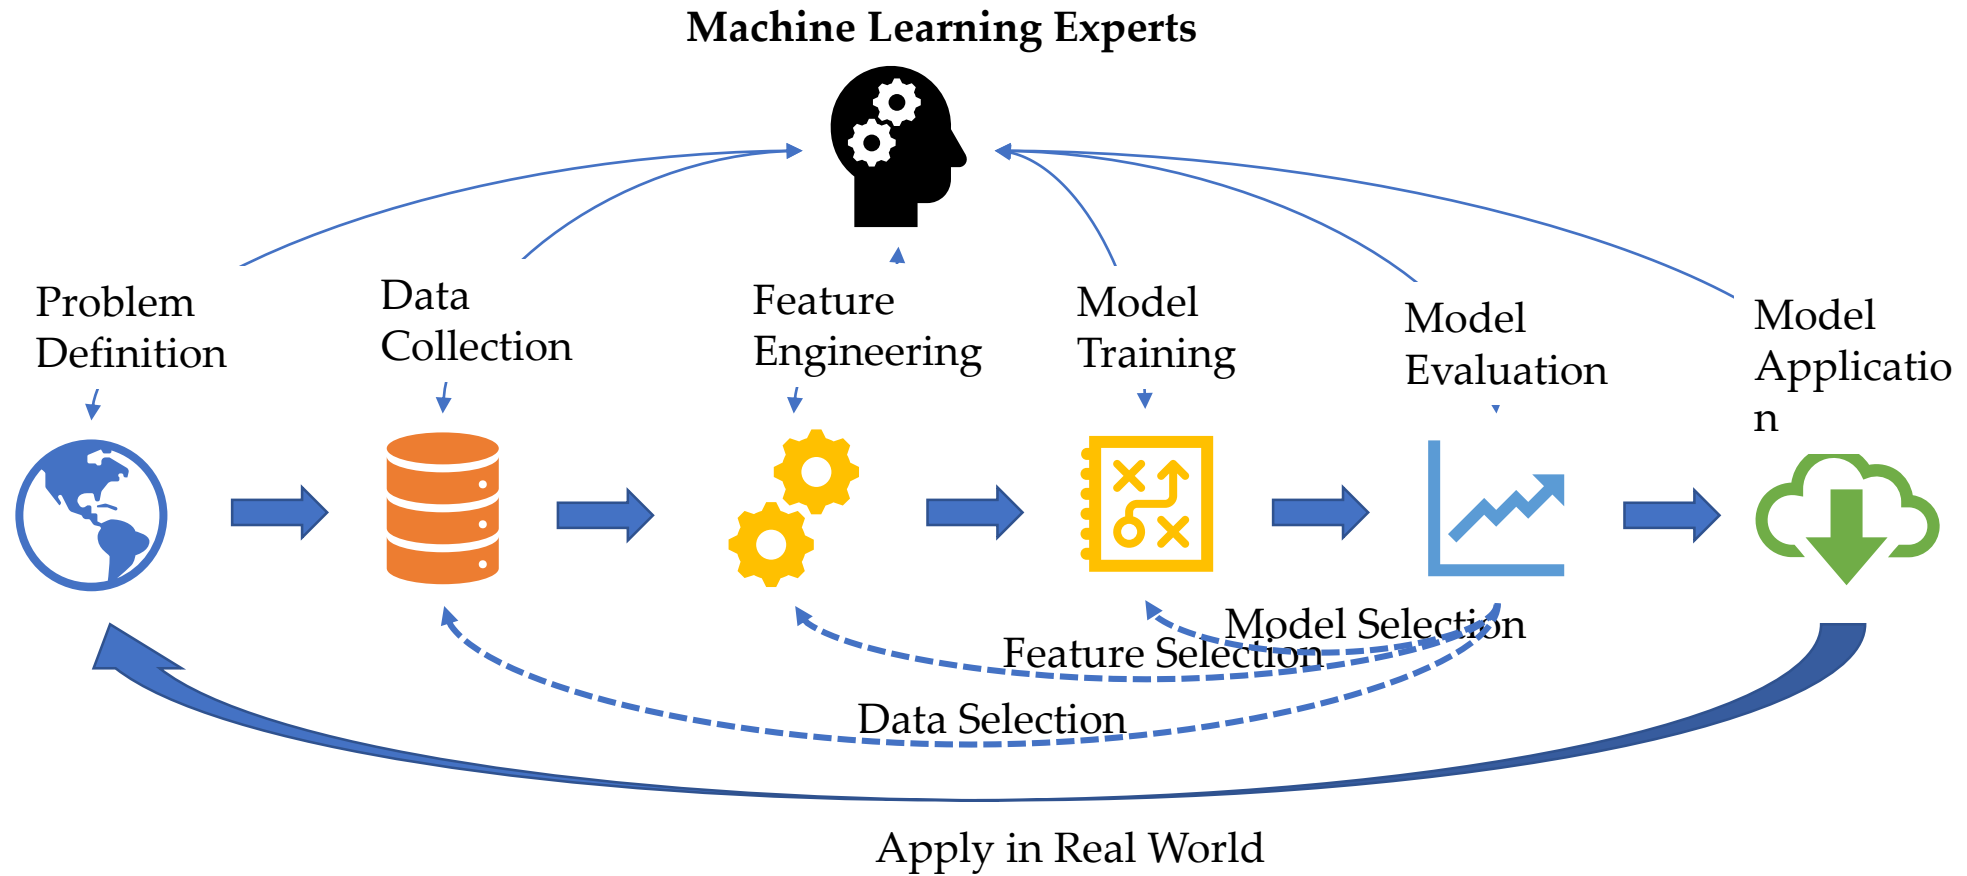 Machine Learning Experts
Problem
Definition
Data
Collection
Feature
Engineering
Model
Training
Model
Evaluation
Model
Applicatio
n
Model Selection
Feature Selection
Data Selection
Apply in Real World